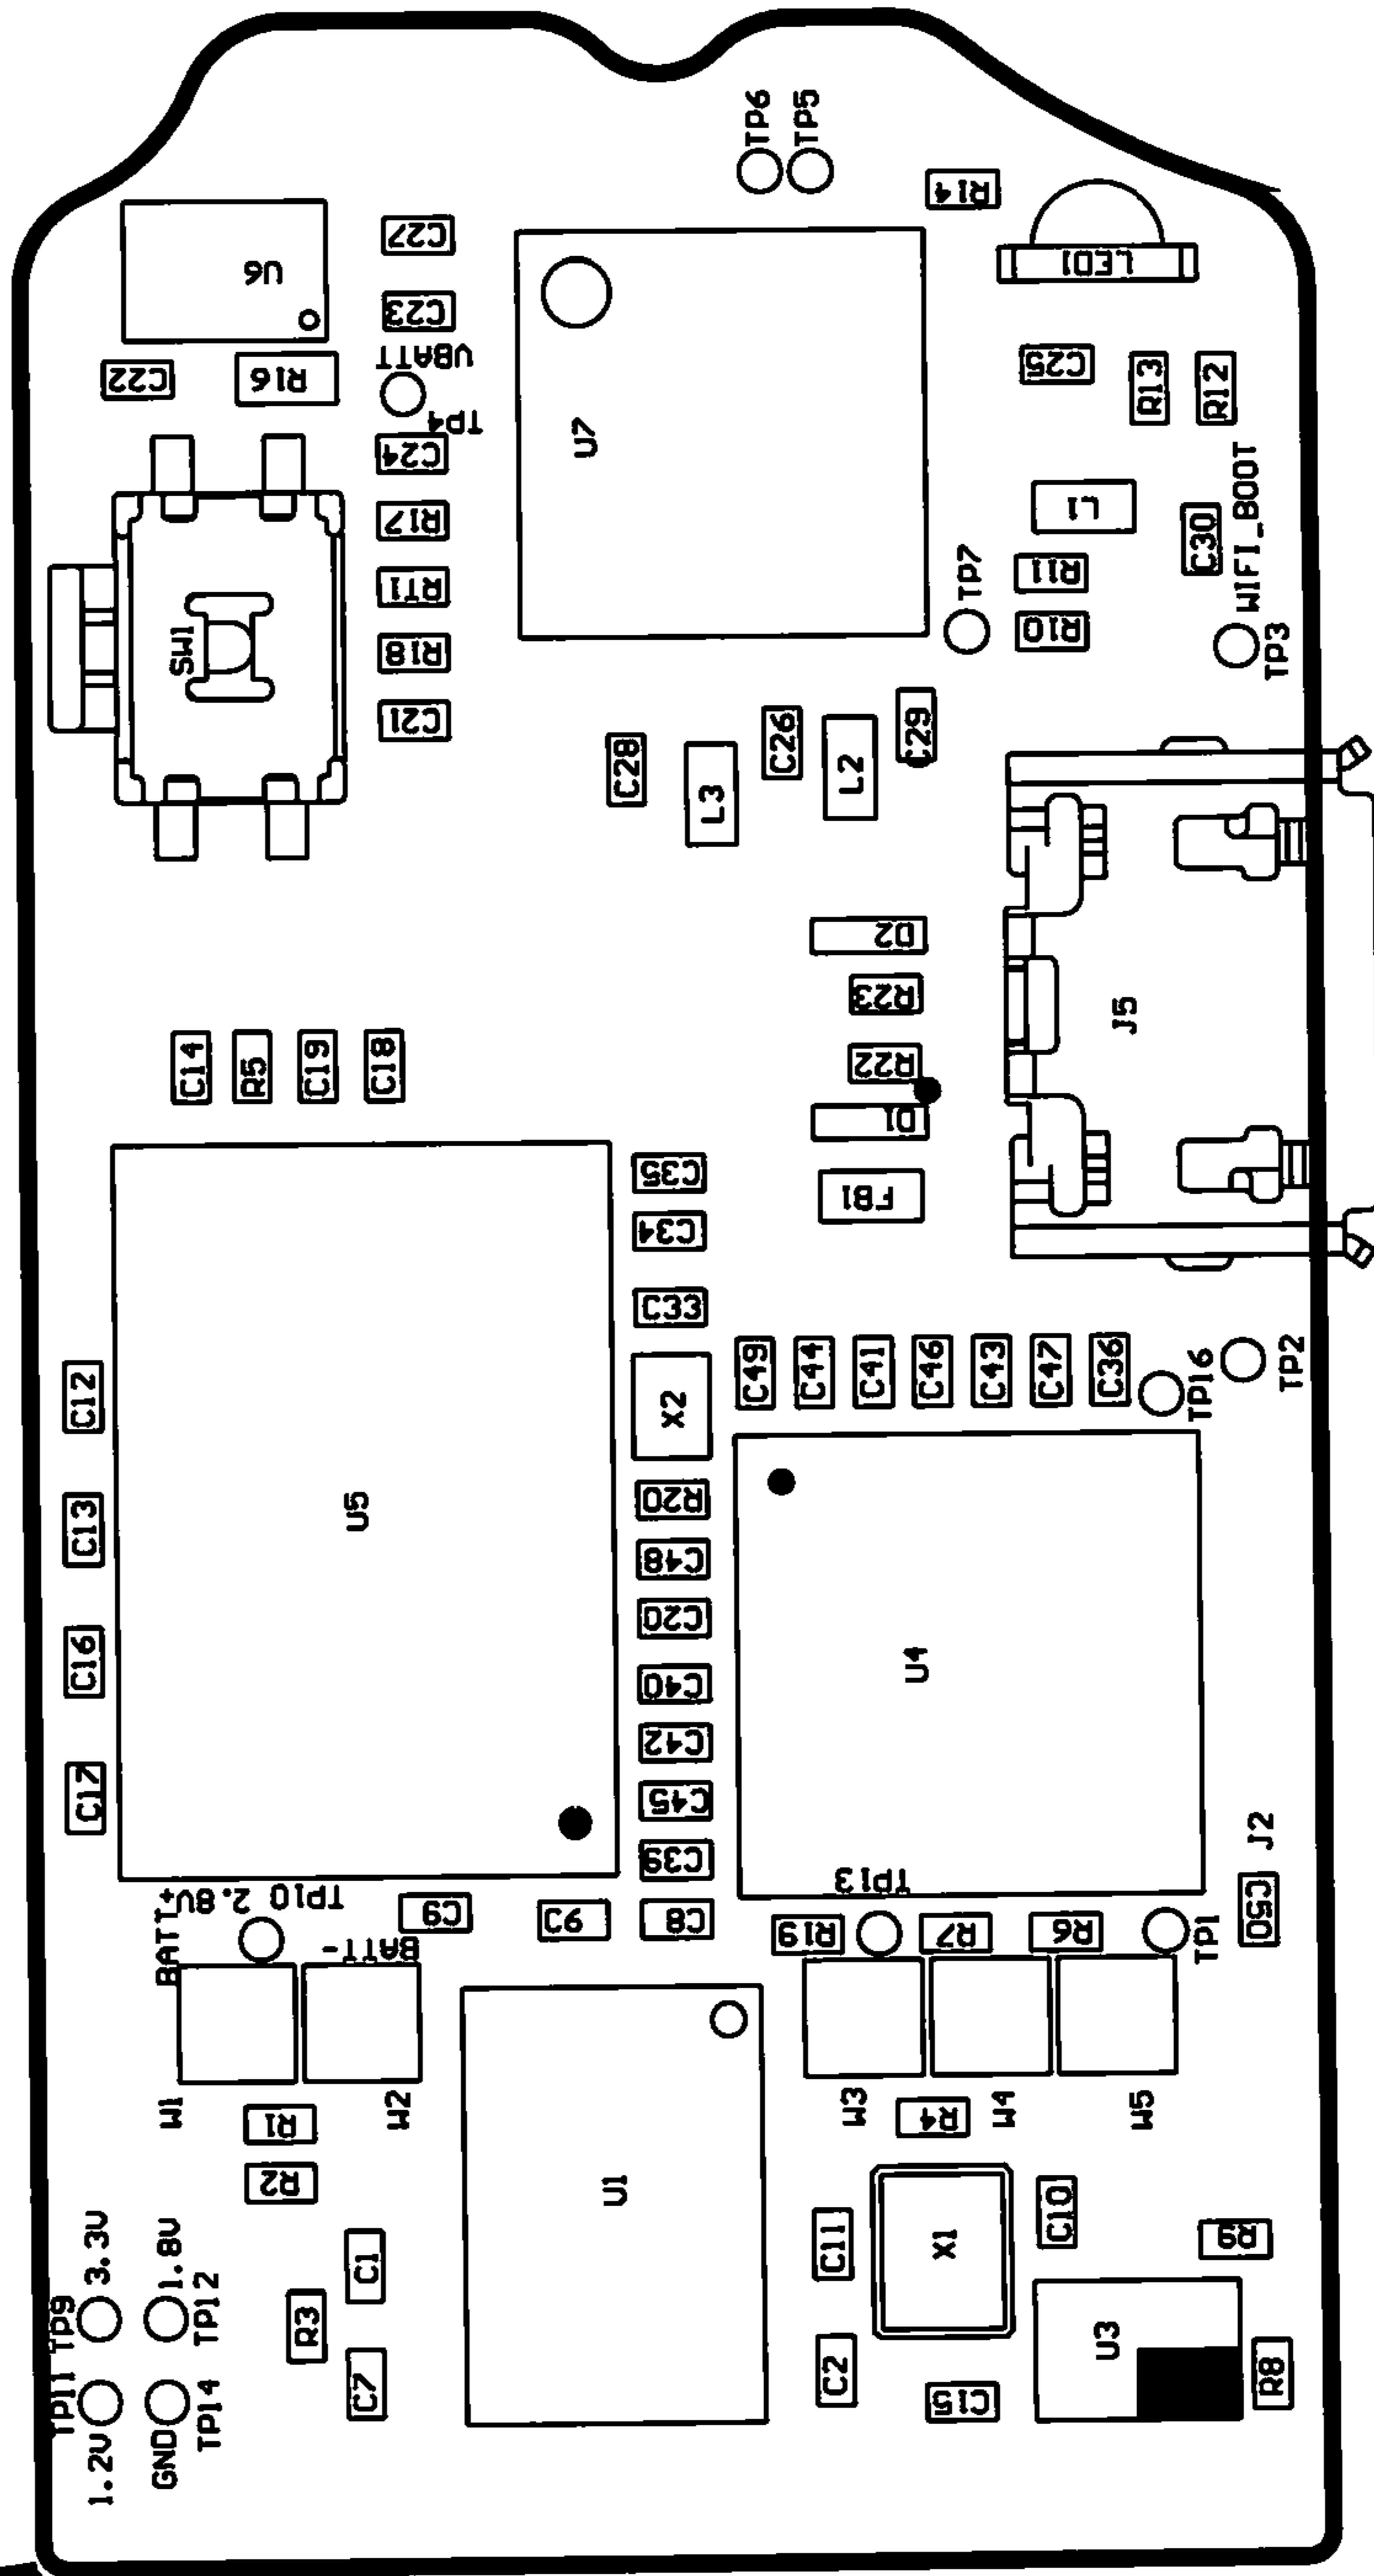 TP6
TP5
R14
U6
C27
LED1
C23
VBATT
C22
R16
C25
R13
R12
TP4
U7
C24
L1
R17
C30
WIFI_BOOT
TP7
R11
RT1
R10
SW1
R18
TP3
C21
C28
C26
C29
L3
L2
D2
R23
J5
C14
R5
C19
C18
R22
D1
C35
FB1
C34
C33
C49
C44
C41
C46
C43
C47
C36
TP16
TP2
C12
X2
R20
C13
U5
C48
C20
C16
U4
C40
C42
C17
C45
J2
C39
TP13
TP10 2.8V
BATT+
C9
C6
C8
R19
R7
R6
TP1
C50
BATT-
W1
W2
W3
R4
W4
W5
R1
R2
U1
C11
X1
C10
R9
3.3V
1.8V
C1
TP9
TP12
R3
C7
C2
U3
R8
C15
TP11
TP14
1.2V
GND